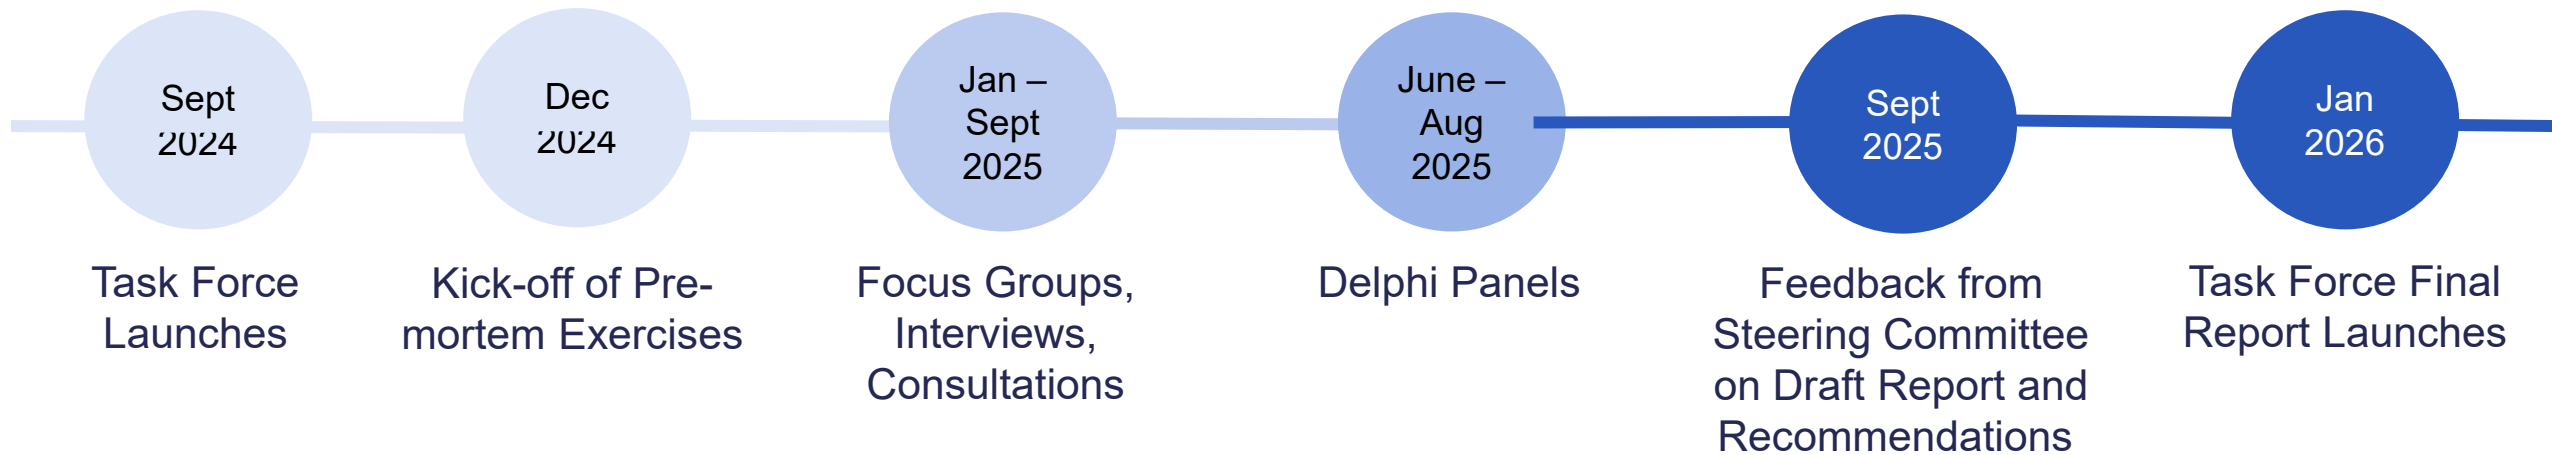 Sept
2024
Task Force
Launches
Dec
2024
Kick-off of Pre-
mortem Exercises
Jan –
Sept
2025
Focus Groups,
Interviews,
Consultations
June –
Aug
2025
Delphi Panels
Sept
2025
Feedback from
Steering Committee
on Draft Report and
Recommendations
Jan
2026
Task Force Final
Report Launches